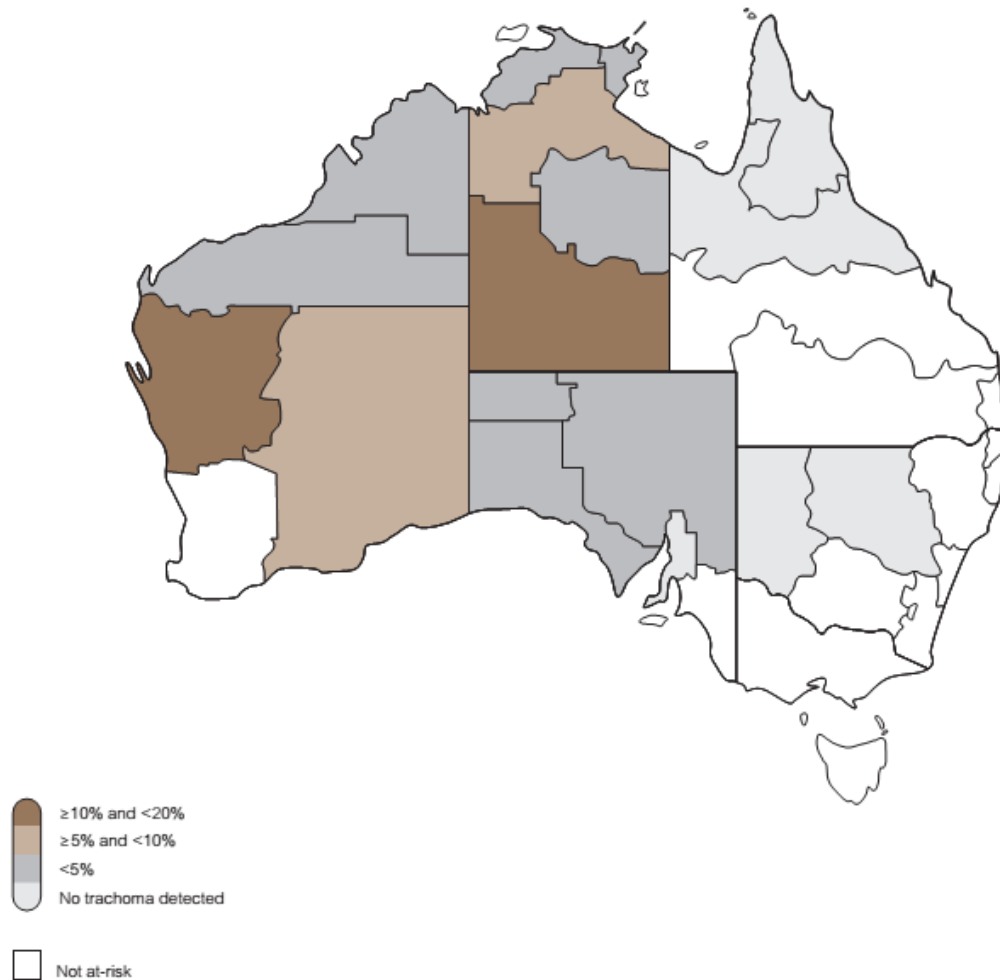 ≥10% and <20%
≥5% and <10%
<5%
No trachoma detected
Not at-risk